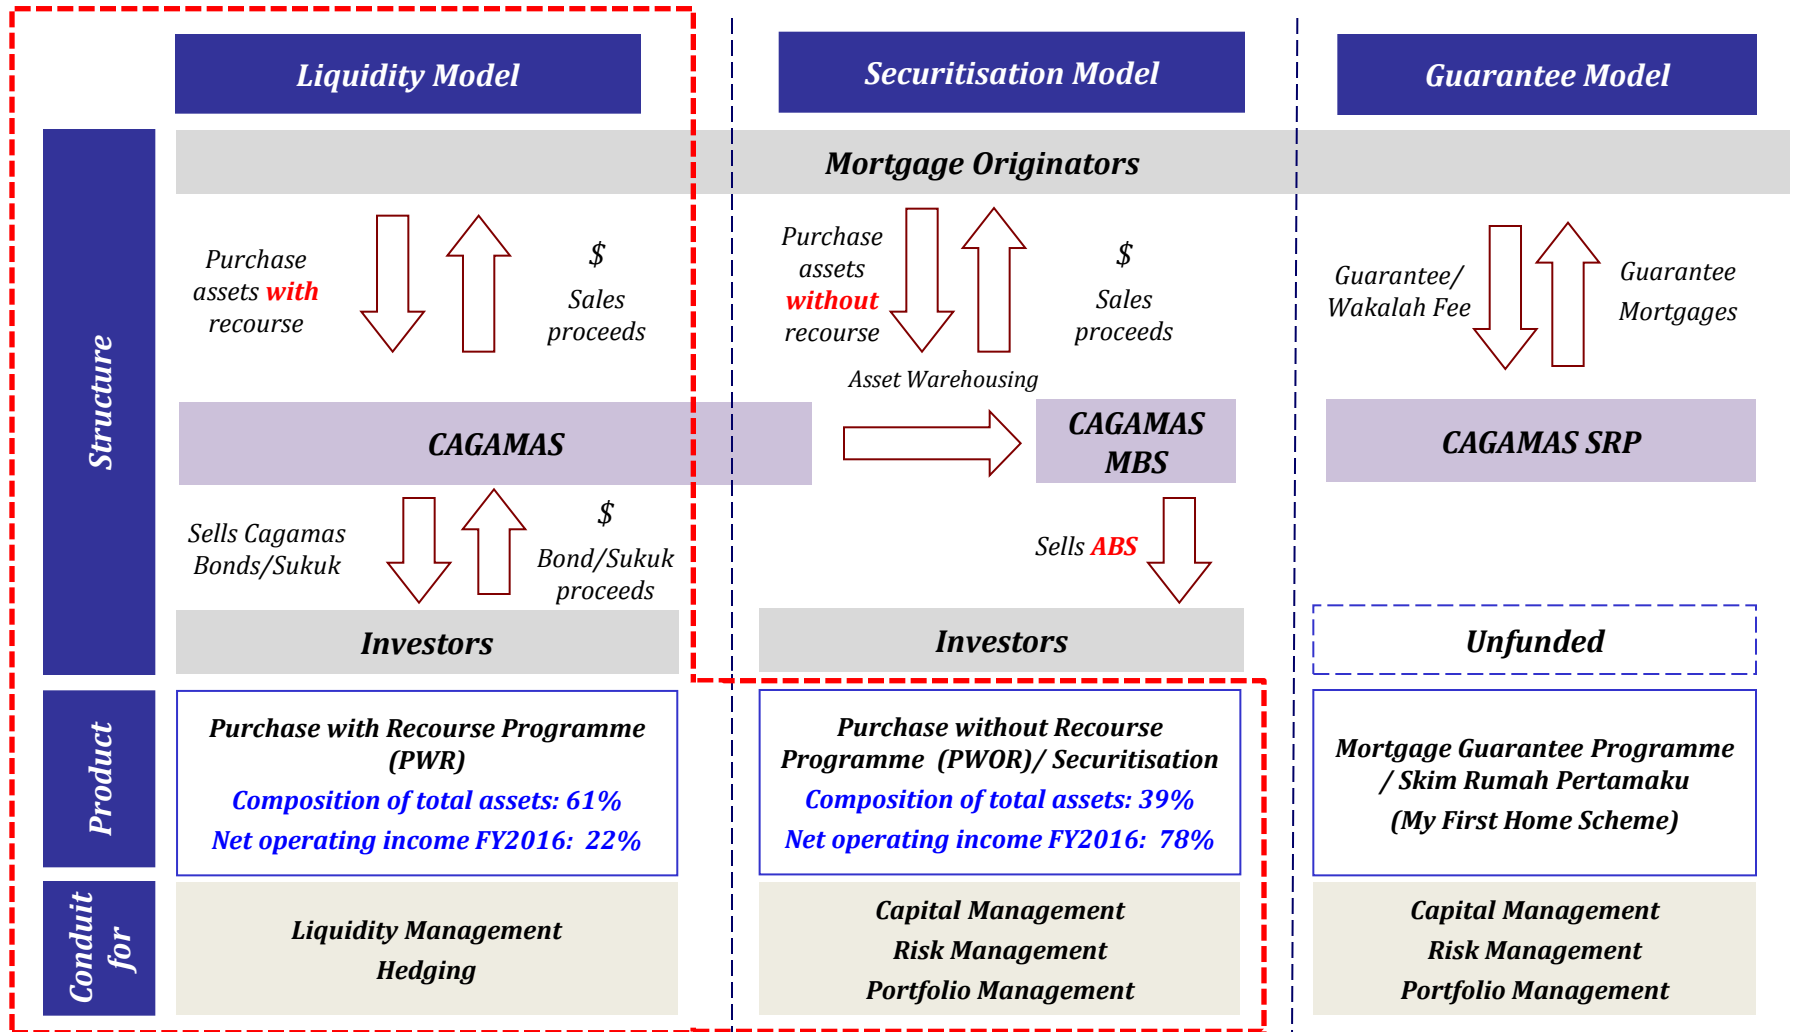 Liquidity Model
Securitisation Model
Guarantee Model
Structure
Mortgage Originators
Purchase
assets with
recourse
$
Sales
proceeds
Purchase
assets
without
recourse
$
Sales
proceeds
Guarantee/
Wakalah Fee
Guarantee
Mortgages
Asset Warehousing
CAGAMAS
CAGAMAS
MBS
CAGAMAS SRP
Sells Cagamas
Bonds/Sukuk
$
Bond/Sukuk
proceeds
Sells ABS
Investors
Investors
Unfunded
Product
Purchase with Recourse Programme
(PWR)
Composition of total assets: 61%
Net operating income FY2016: 22%
Purchase without Recourse
Programme (PWOR)/ Securitisation
Composition of total assets: 39%
Net operating income FY2016: 78%
Mortgage Guarantee Programme
/ Skim Rumah Pertamaku
(My First Home Scheme)
Conduit
for
Liquidity Management
Hedging
Capital Management
Risk Management
Portfolio Management
Capital Management
Risk Management
Portfolio Management